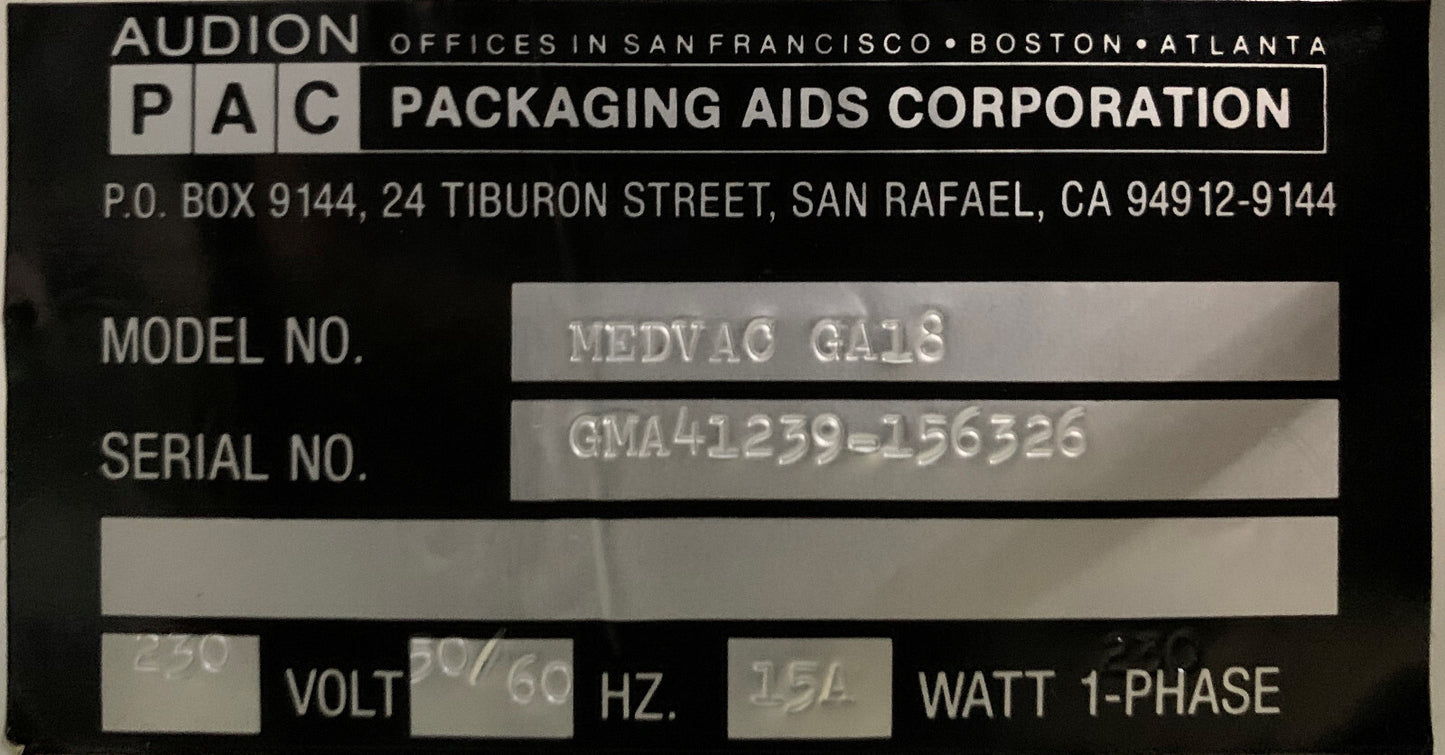 AUDION OFFICES IN SAN FRANCISCO • BOSTON • ATLANTA
PAC PACKAGING AIDS CORPORATION
P.O. BOX 9144, 24 TIBURON STREET, SAN RAFAEL, CA 94912-9144
MODEL NO. MEDVAC GA18
SERIAL NO. GMA41239-156326
230 VOLT 50/60 HZ. 15A WATT 1-PHASE 230